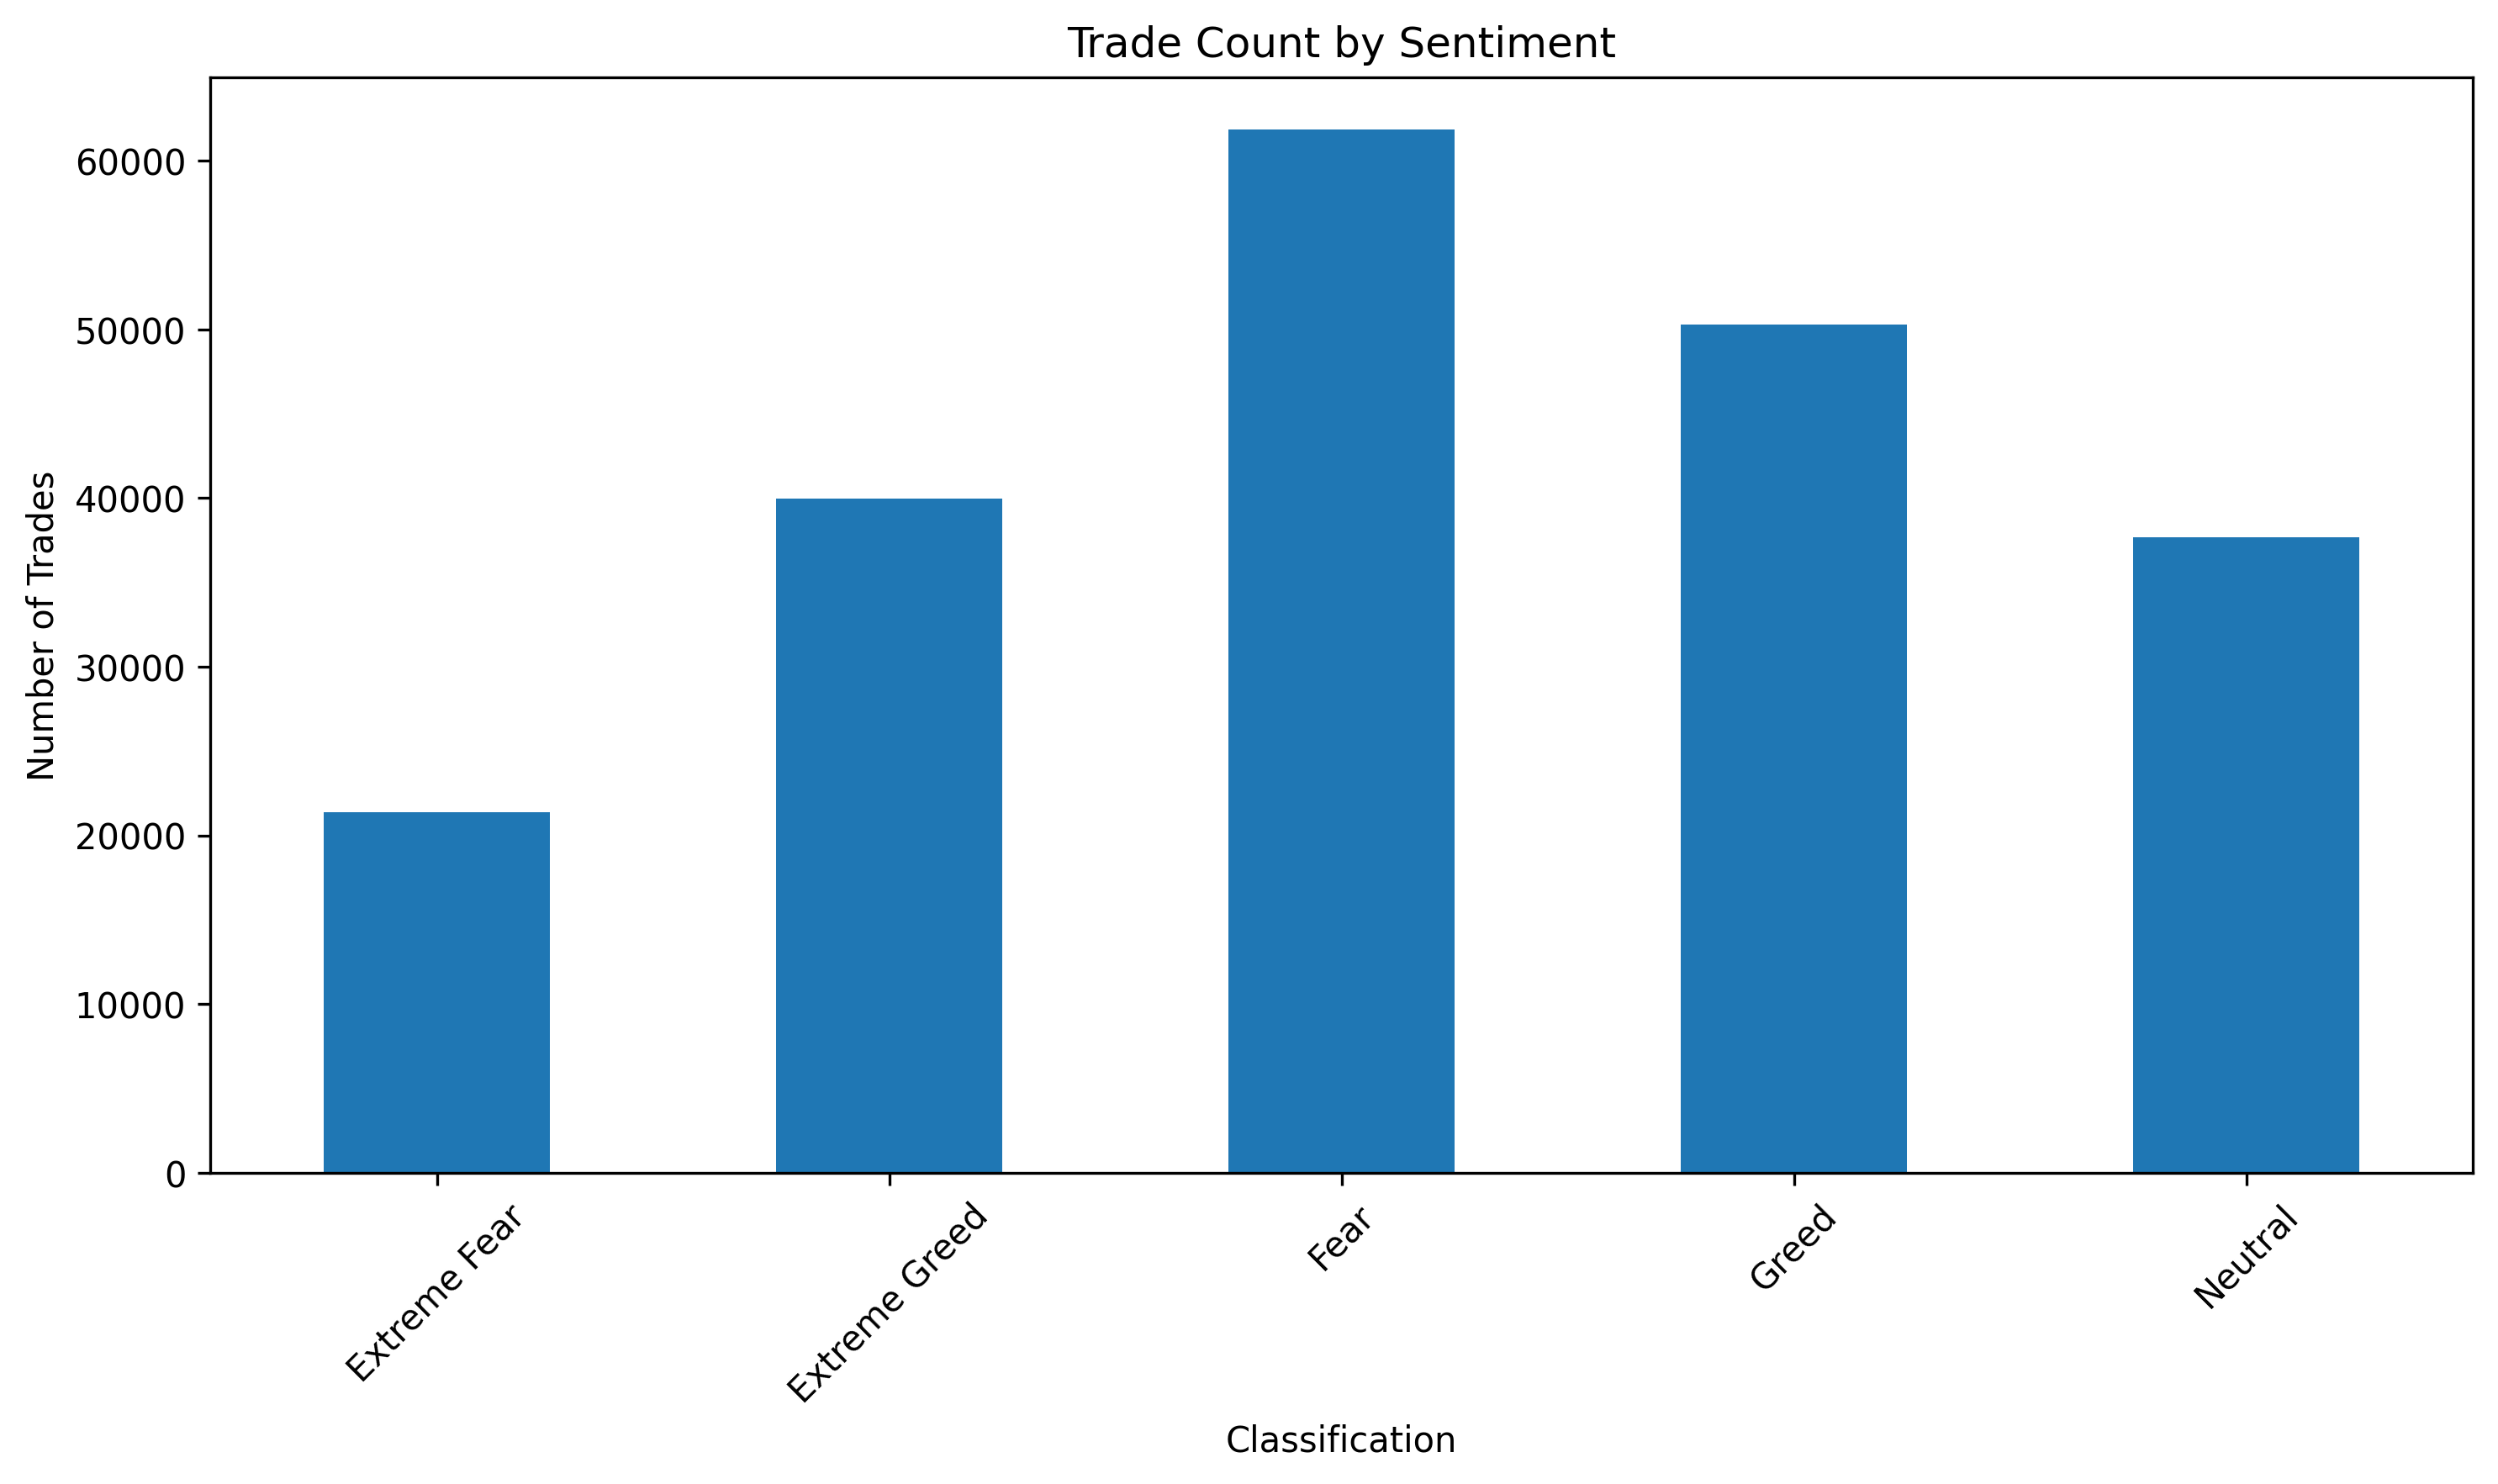 Trade Count by Sentiment
Number of Trades
60000
50000
40000
30000
20000
10000
0
Extreme Fear
Extreme Greed
Fear
Greed
Neutral
Classification